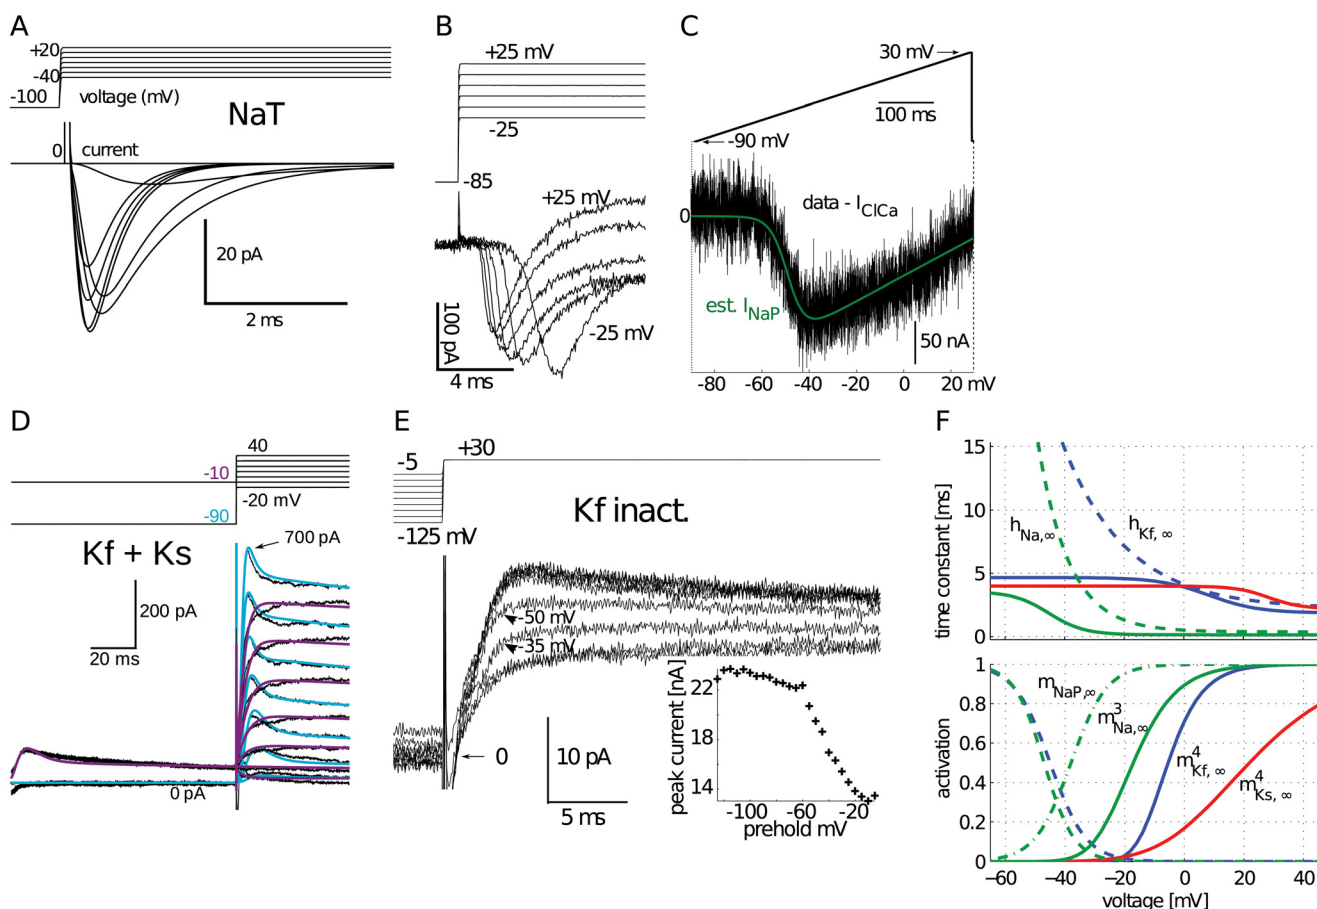 A
+20
-40
-100
voltage (mV)
NaT
0
current
20 pA
2 ms
B
+25 mV
-25
-85
+25 mV
-25 mV
100 pA
4 ms
C
30 mV
100 ms
-90 mV
0
data - I_ClCa
est. I_NaP
50 nA
-80 -60 -40 -20 0 20 mV
D
40
-10
-20 mV
-90
Kf + Ks
700 pA
200 pA
20 ms
0 pA
E
-5
+30
-125 mV
Kf inact.
-50 mV
-35 mV
0
10 pA
5 ms
peak current [nA]
22
18
14
-100 -60 -20
prehold mV
F
time constant [ms]
15
10
5
0
h_Na,∞
h_Kf, ∞
activation
1
0.8
0.6
0.4
0.2
0
m_NaP,∞
m³_Na,∞
m⁴_Kf, ∞
m⁴_Ks, ∞
−60 −40 −20 0 20 40
voltage [mV]